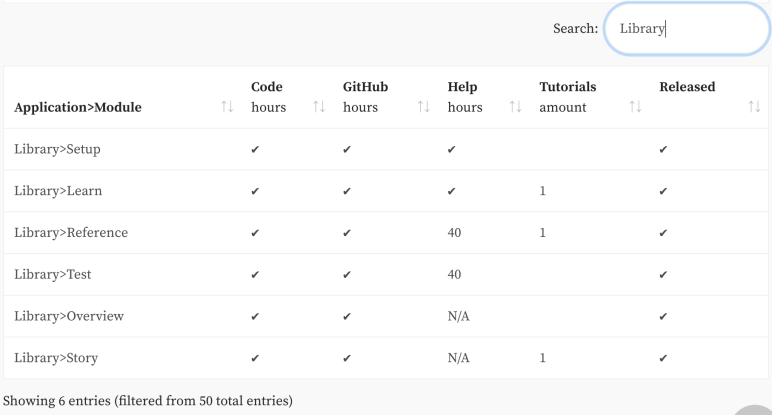 Search: Library
Application>Module ↑↓ Code hours ↑↓ GitHub hours ↑↓ Help hours ↑↓ Tutorials amount ↑↓ Released ↑↓
Library>Setup ✔ ✔ ✔ ✔
Library>Learn ✔ ✔ ✔ 1 ✔
Library>Reference ✔ ✔ 40 1 ✔
Library>Test ✔ ✔ 40 ✔
Library>Overview ✔ ✔ N/A ✔
Library>Story ✔ ✔ N/A 1 ✔
Showing 6 entries (filtered from 50 total entries)